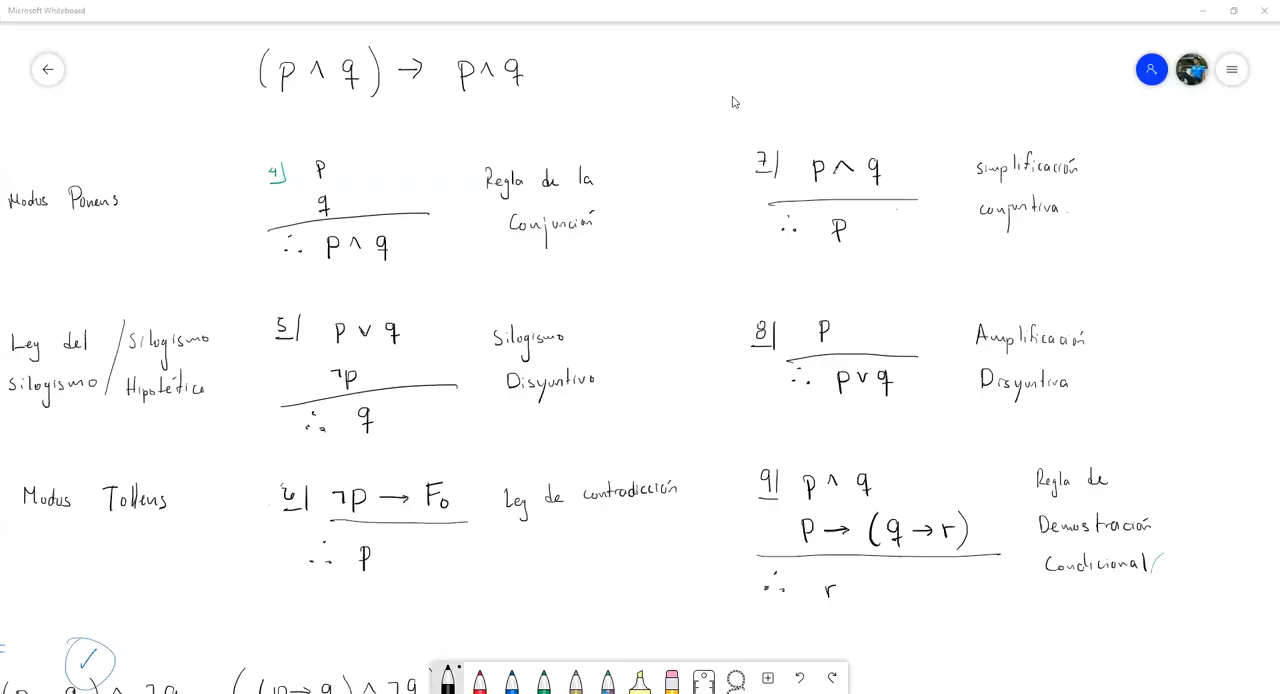 Microsoft Whiteboard
(p ∧ q) → p ∧ q
Modus Ponens
4) p
q
∴ p ∧ q
Regla de la
Conjunción
7) p ∧ q
∴ p
Simplificación
conjuntiva.
Ley del / Silogismo
Silogismo / Hipotético
5) p ∨ q
¬p
∴ q
Silogismo
Disyuntivo
8) p
∴ p ∨ q
Amplificación
Disyuntiva
Modus Tollens
6) ¬p → F₀
∴ p
Ley de contradicción
9) p ∧ q
p → (q → r)
∴ r
Regla de
Demostración
Condicional